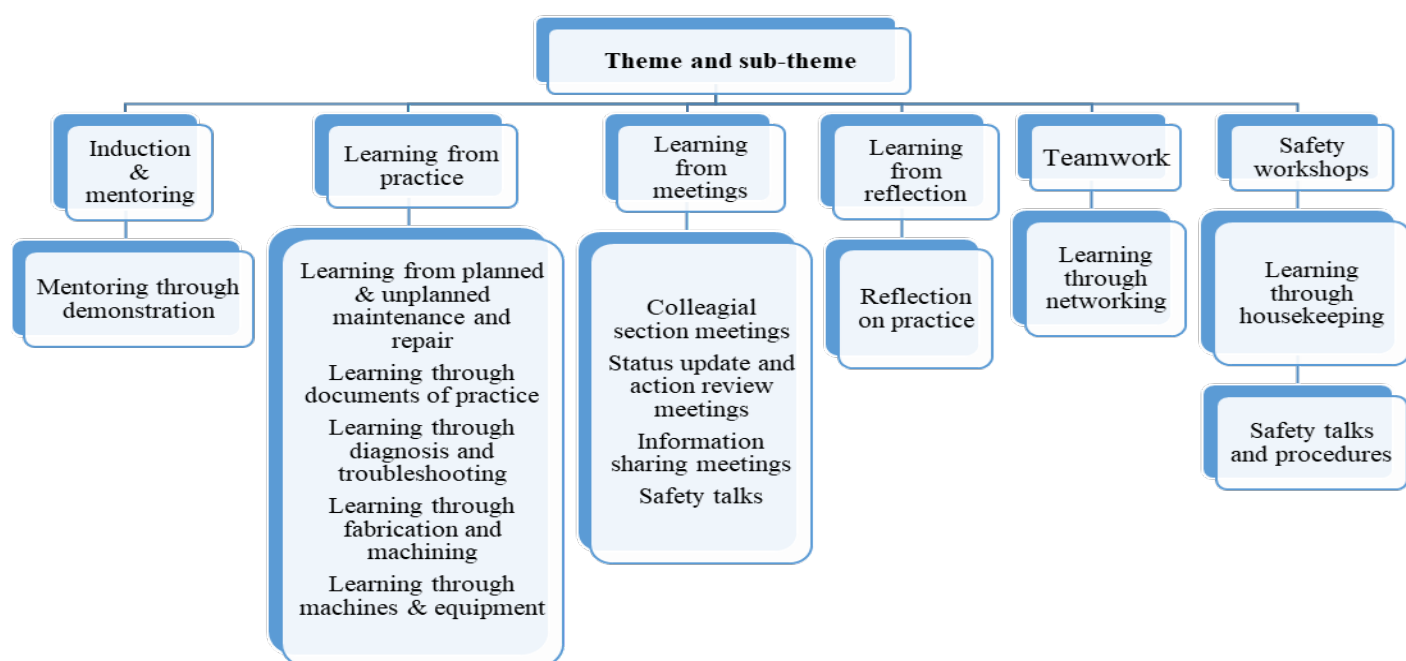 Theme and sub-theme
Induction
&
mentoring
Mentoring through
demonstration
Learning from
practice
Learning from planned
& unplanned
maintenance and
repair
Learning through
documents of practice
Learning through
diagnosis and
troubleshooting
Learning through
fabrication and
machining
Learning through
machines & equipment
Learning
from
meetings
Colleagial
section meetings
Status update and
action review
meetings
Information
sharing meetings
Safety talks
Learning
from
reflection
Reflection
on practice
Teamwork
Learning
through
networking
Safety
workshops
Learning
through
housekeeping
Safety talks
and procedures